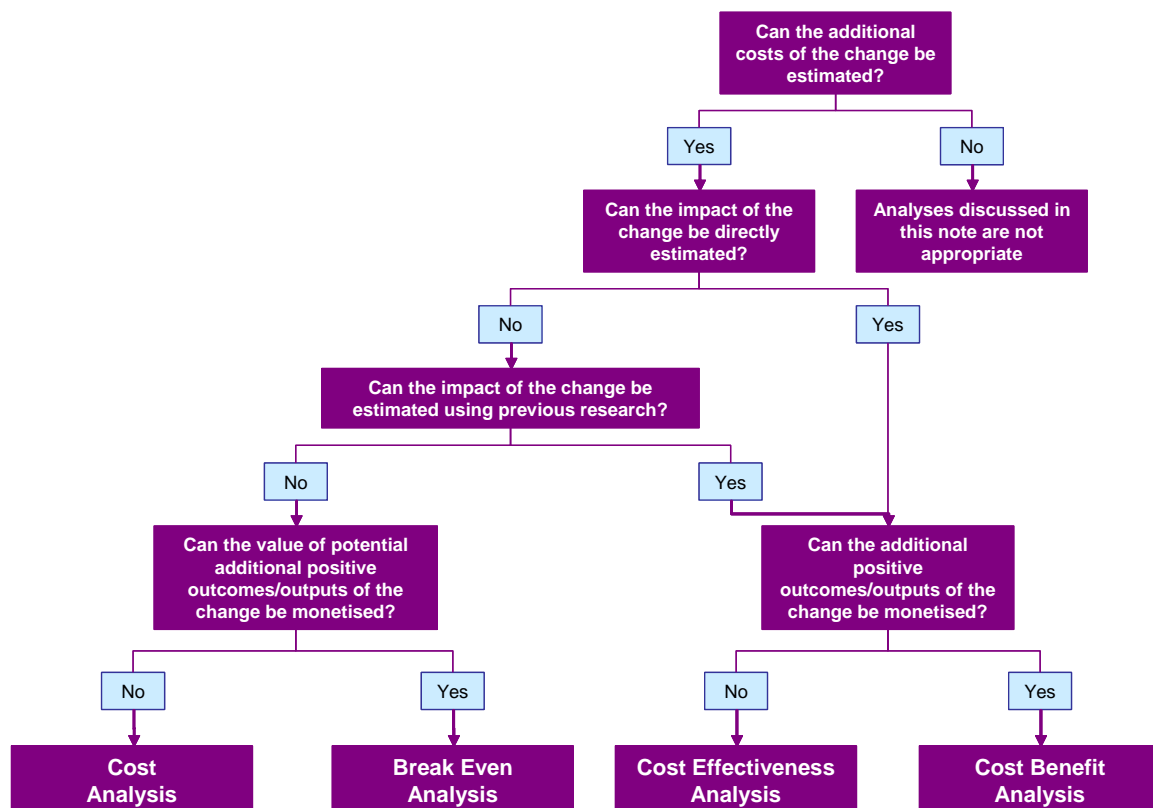 Can the additional
costs of the change be
estimated?
Yes
No
Can the impact of the
change be directly
estimated?
Analyses discussed in
this note are not
appropriate
No
Yes
Can the impact of the change be
estimated using previous research?
No
Yes
Can the value of potential
additional positive
outcomes/outputs of the
change be monetised?
Can the additional
positive
outcomes/outputs of the
change be monetised?
No
Yes
No
Yes
Cost
Analysis
Break Even
Analysis
Cost Effectiveness
Analysis
Cost Benefit
Analysis